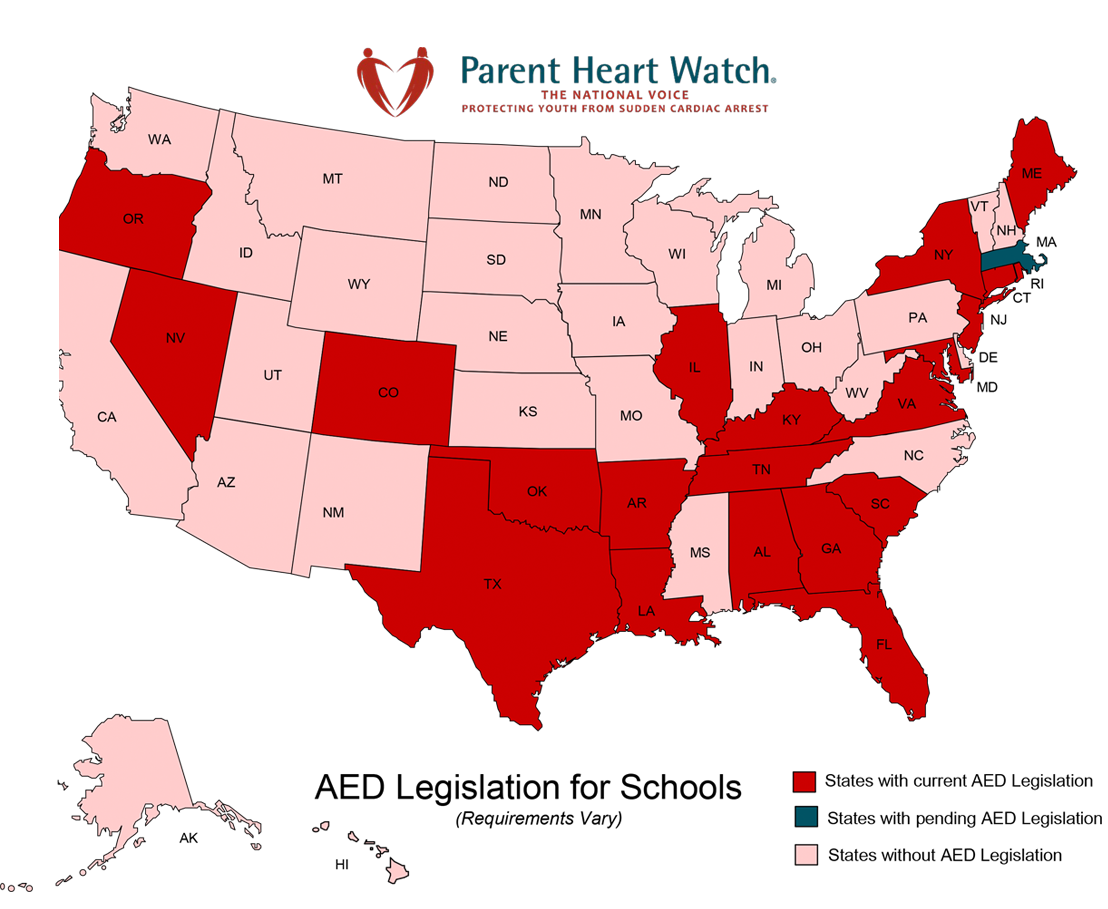 Parent Heart Watch®
THE NATIONAL VOICE
PROTECTING YOUTH FROM SUDDEN CARDIAC ARREST
WA
MT
ND
MN
ME
VT
NH
OR
ID
SD
WI
NY
MA
WY
MI
RI
CT
NE
IA
PA
NJ
NV
UT
CO
IL
IN
OH
DE
MD
WV
VA
CA
KS
MO
KY
NC
AZ
NM
OK
AR
TN
SC
MS
AL
GA
TX
LA
FL
AK
HI
AED Legislation for Schools
(Requirements Vary)
States with current AED Legislation
States with pending AED Legislation
States without AED Legislation